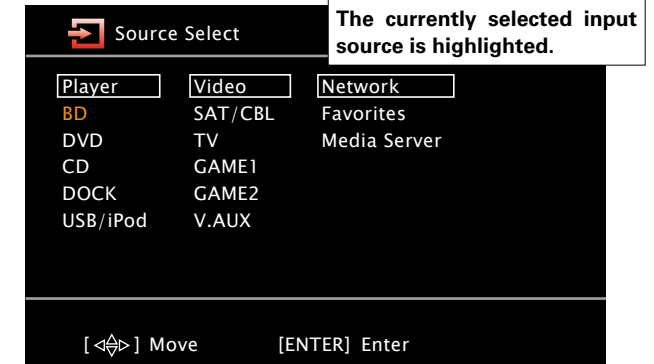 Source Select
The currently selected input
source is highlighted.
Player Video Network
BD SAT/CBL Favorites
DVD TV Media Server
CD GAME1
DOCK GAME2
USB/iPod V.AUX
[◁△▽▷] Move [ENTER] Enter